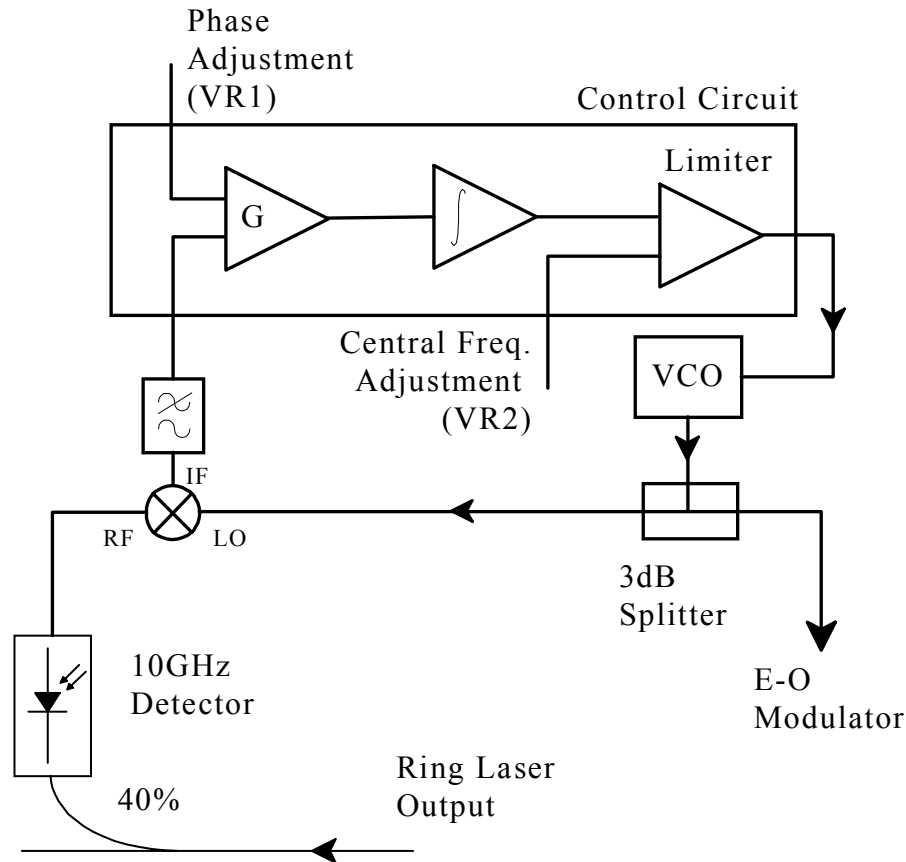 Phase
Adjustment
(VR1)
Control Circuit
Limiter
G
∫
Central Freq.
Adjustment
(VR2)
VCO
IF
RF
LO
3dB
Splitter
10GHz
Detector
E-O
Modulator
Ring Laser
Output
40%